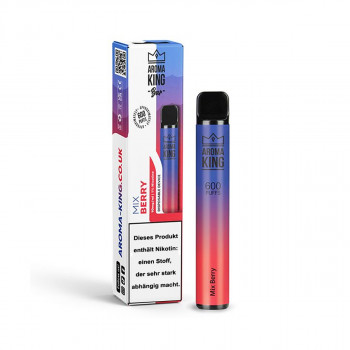 AROMA
KING
Bar
600
PUFFS
MIX
BERRY
DISPOSABLE DEVICE
AROMA-KING.CO.UK
Dieses Produkt
enthält Nikotin:
einen Stoff,
der sehr stark
abhängig macht.
AROMA
KING
600
PUFFS
Mix Berry